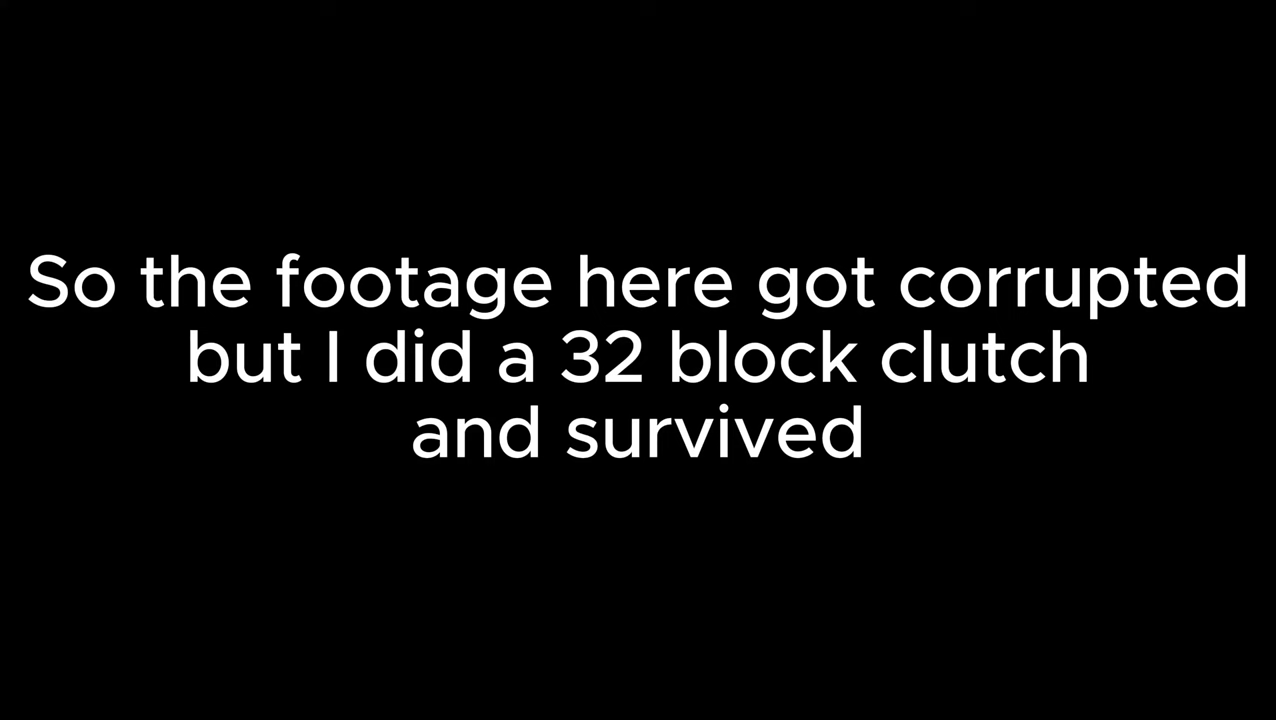 So the footage here got corrupted
but I did a 32 block clutch
and survived